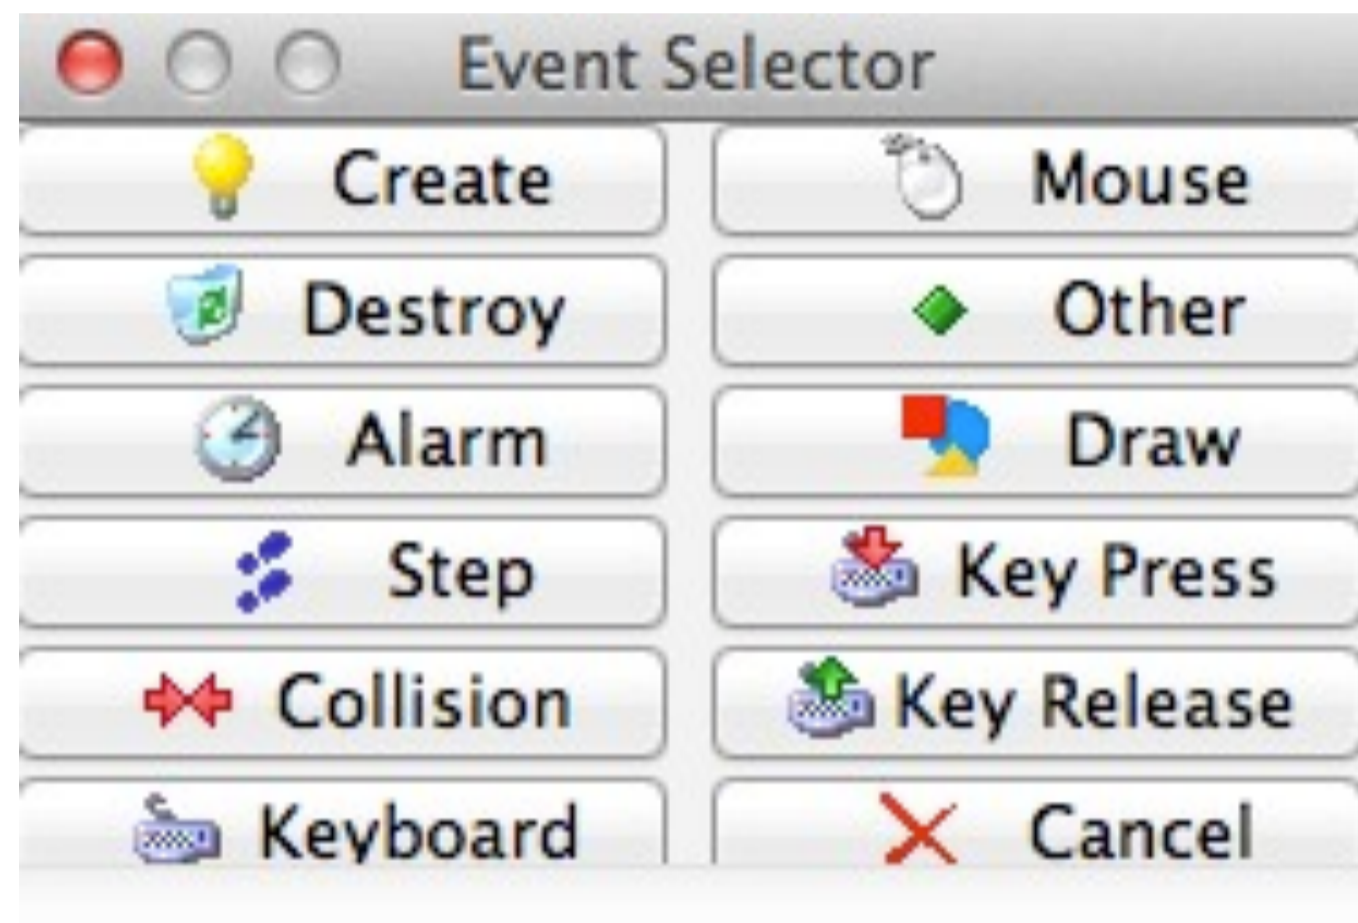 Event Selector
Create
Mouse
Destroy
Other
Alarm
Draw
Step
Key Press
Collision
Key Release
Keyboard
Cancel